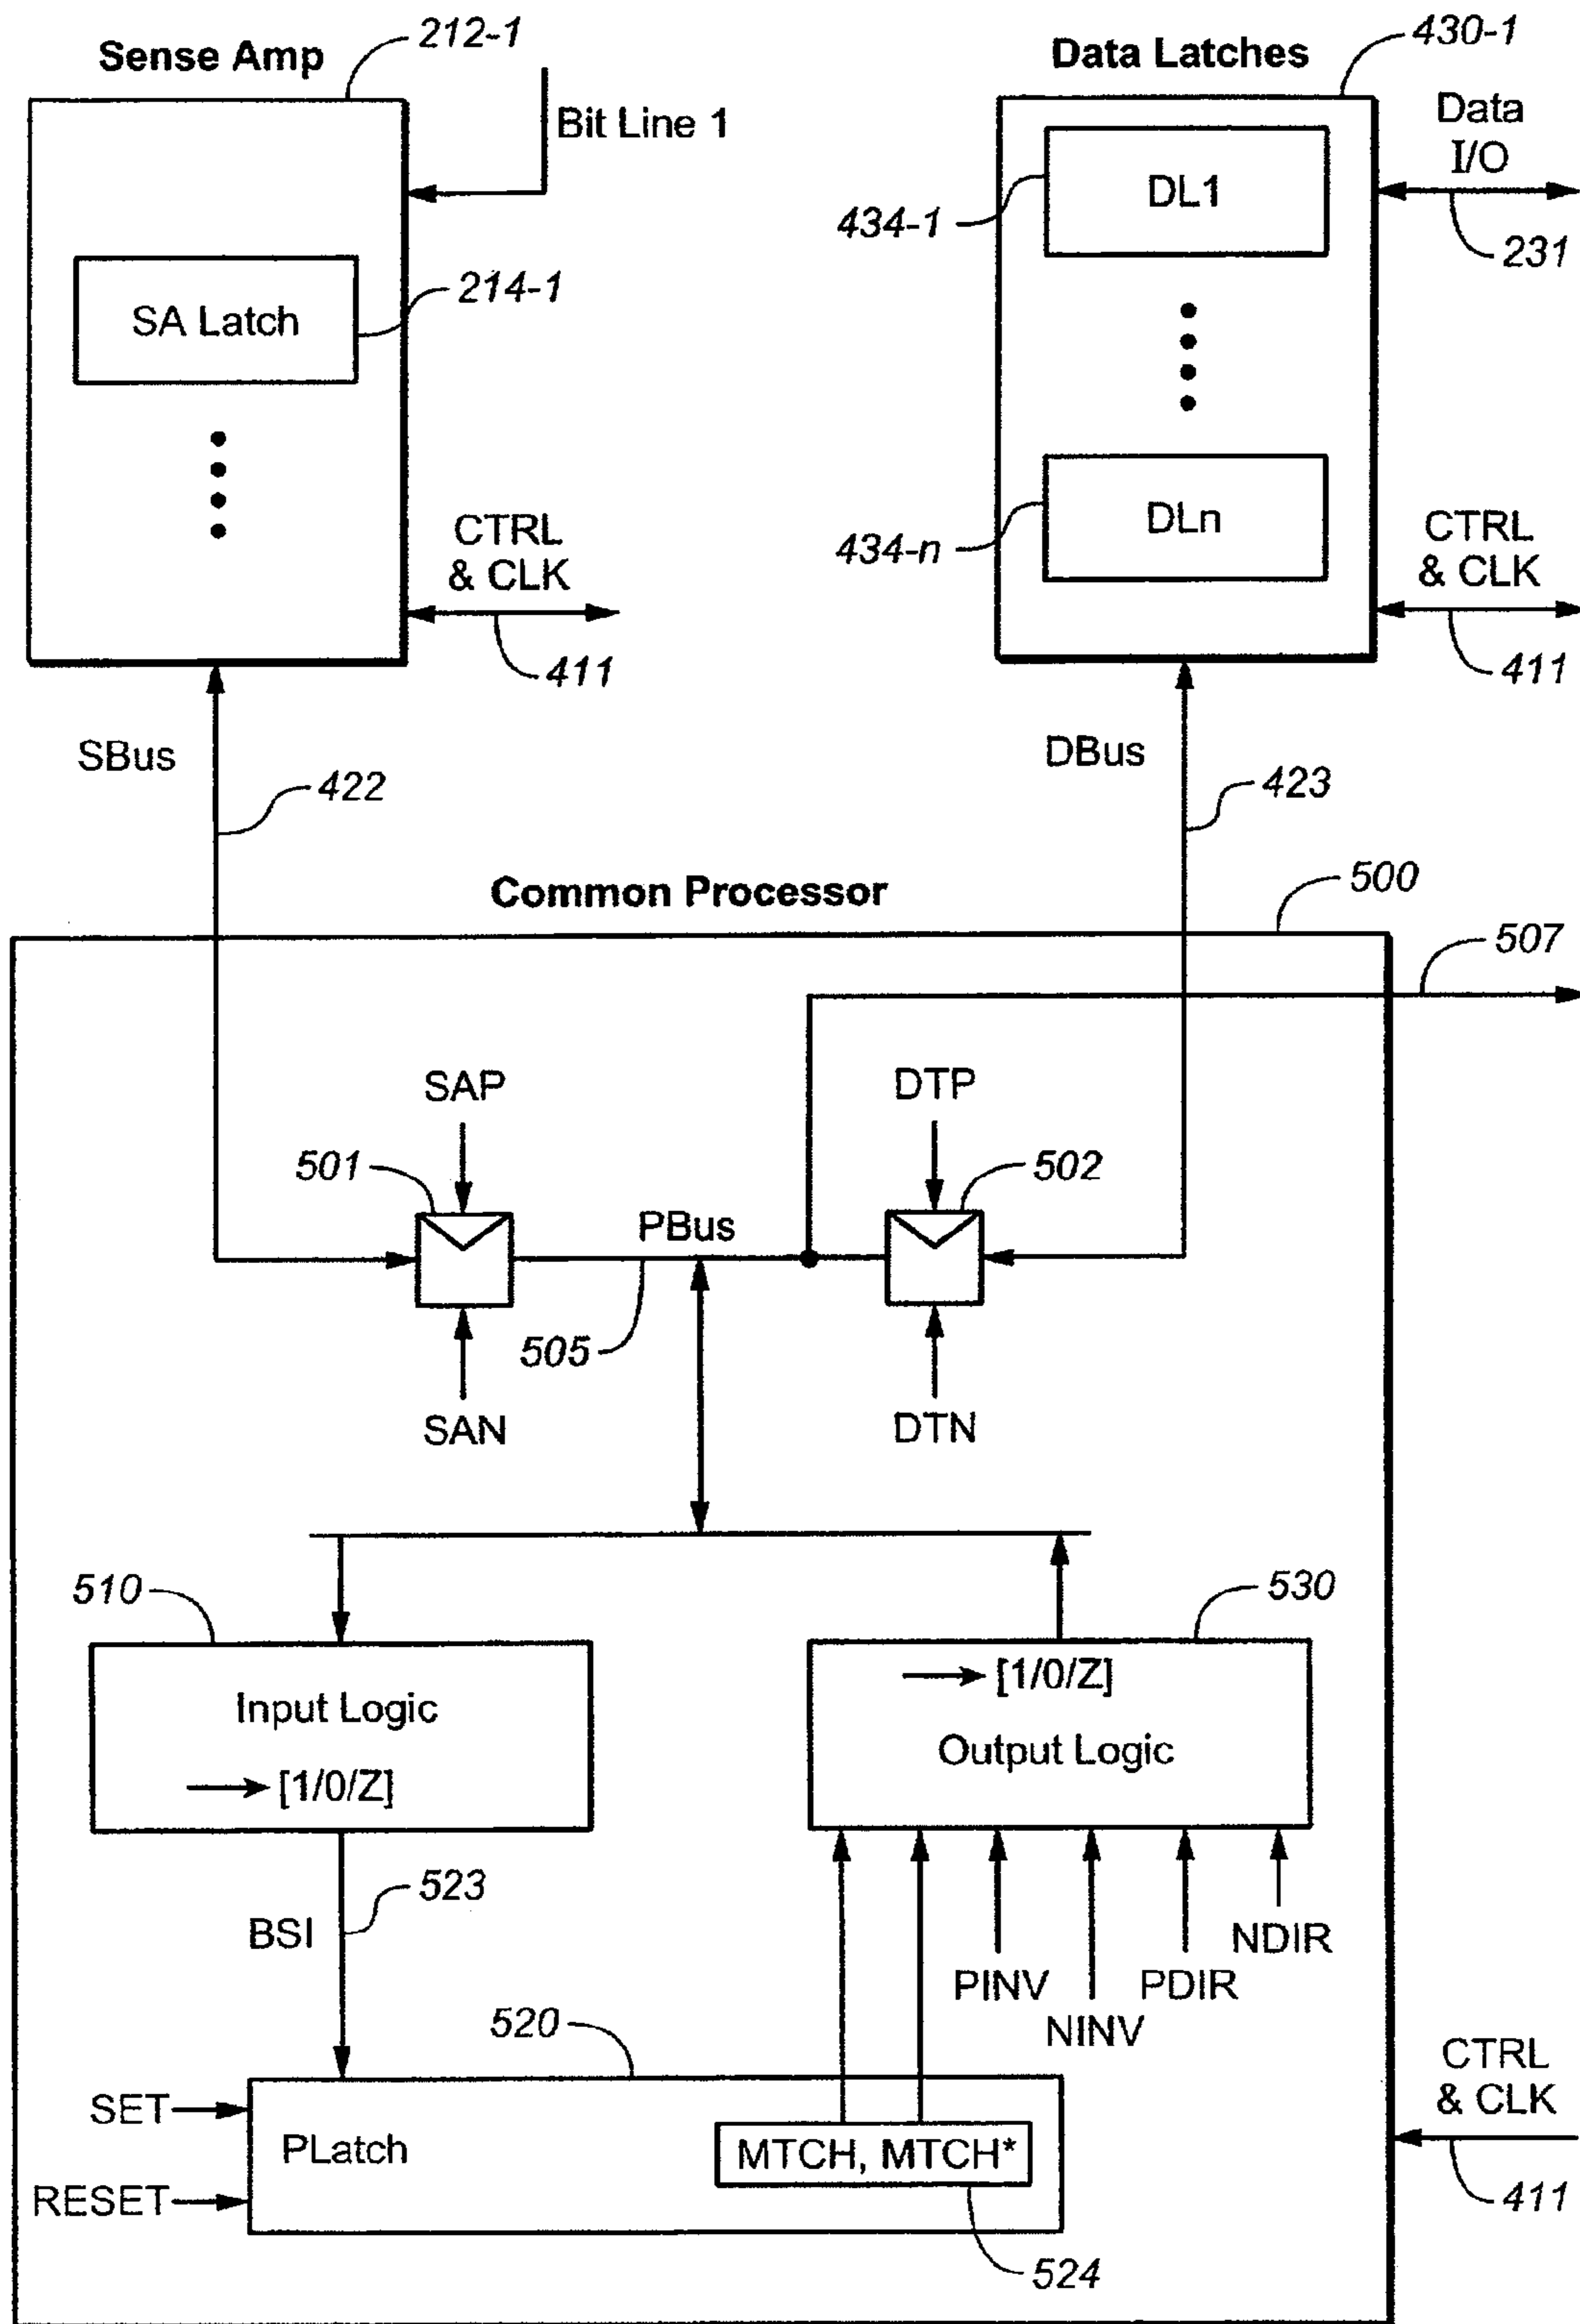 Sense Amp
212-1
Bit Line 1
SA Latch
214-1
CTRL
& CLK
411
Data Latches
430-1
Data
I/O
231
DL1
434-1
DLn
434-n
CTRL
& CLK
411
SBus
422
DBus
423
Common Processor
500
507
SAP
501
SAN
PBus
505
DTP
502
DTN
510
Input Logic
[1/0/Z]
530
[1/0/Z]
Output Logic
BSI
523
PINV
NINV
PDIR
NDIR
520
SET
RESET
PLatch
MTCH, MTCH*
524
CTRL
& CLK
411